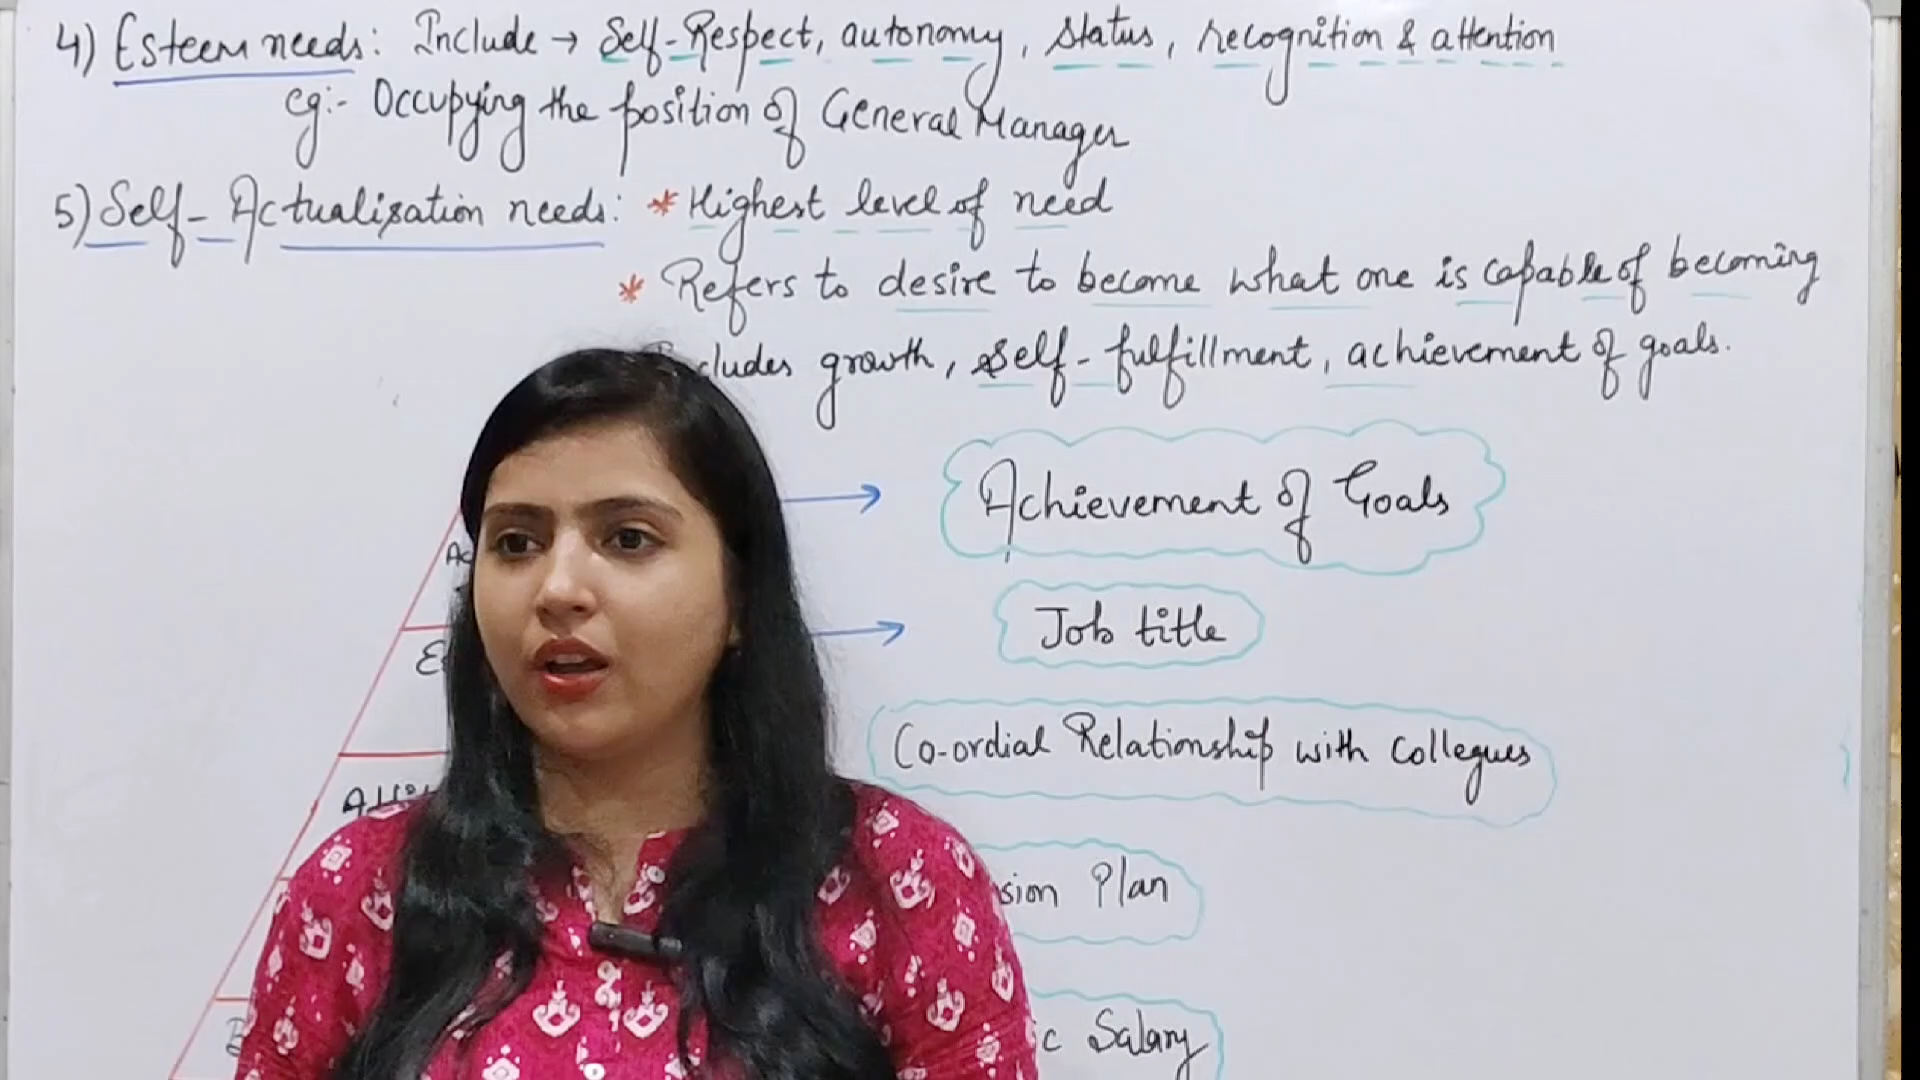 4) Esteem needs: Include → Self-Respect, autonomy, status, recognition & attention
eg:- Occupying the position of General Manager
5) Self-Actualization needs: * Highest level of need
* Refers to desire to become what one is capable of becoming
growth, self-fulfillment, achievement of goals.
Achievement of Goals
Job title
Co-ordial Relationship with Collegues
Plan
Salary